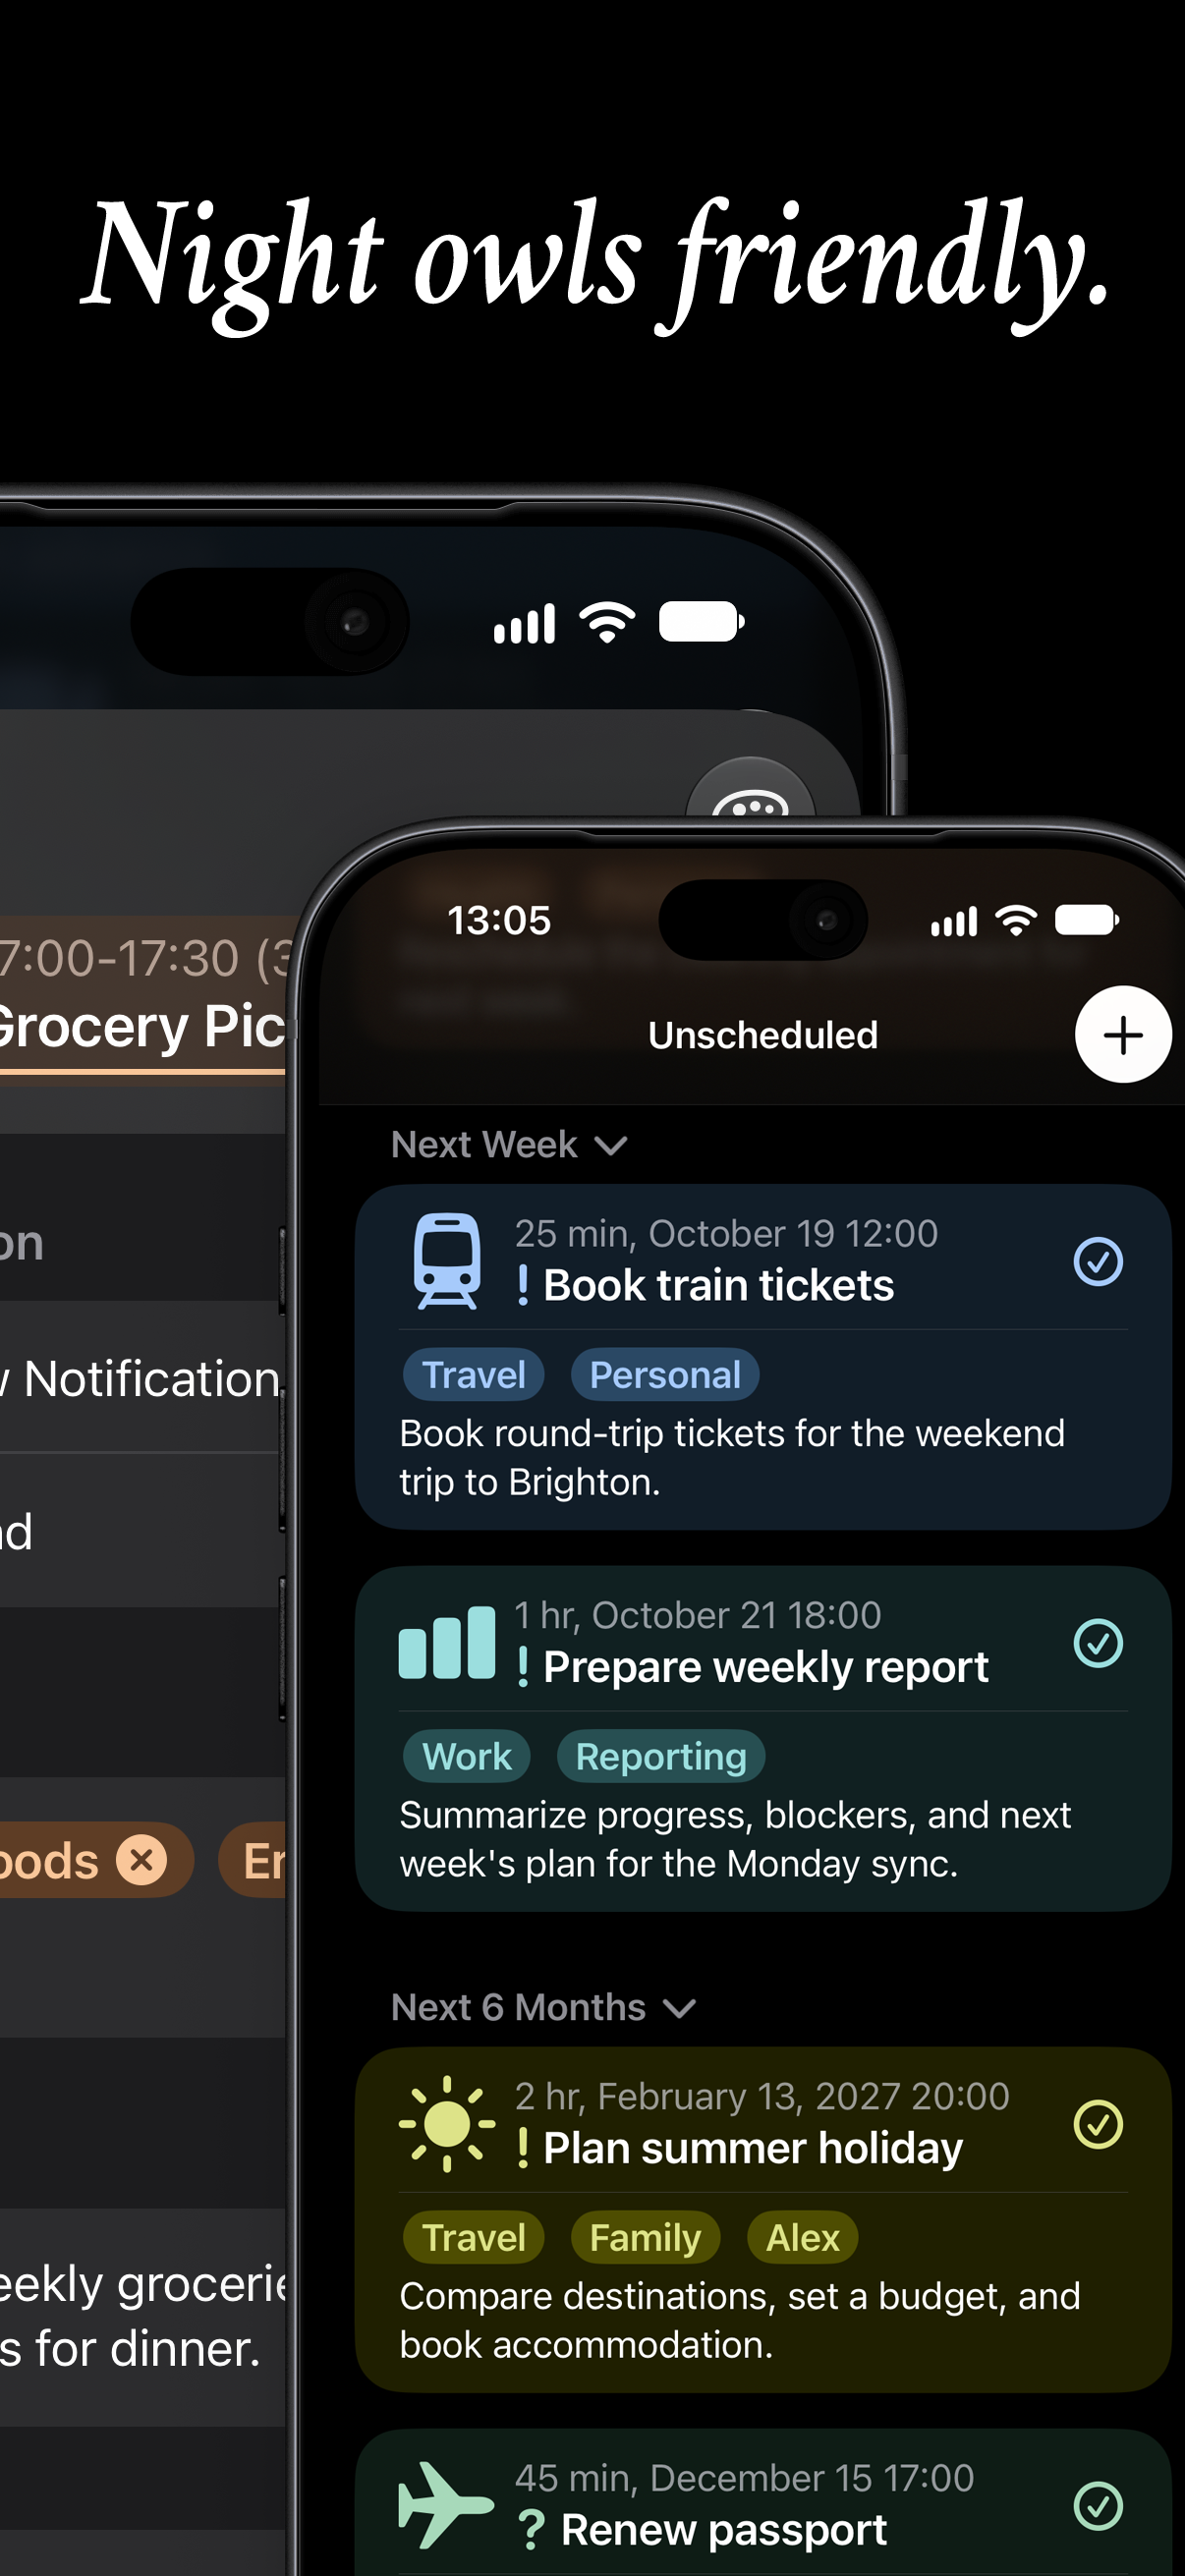 Night owls friendly.
7:00-17:30 (3
Grocery Pic
on
Notification
nd
oods
Er
eekly grocerie
s for dinner.
13:05
Unscheduled
Next Week
25 min, October 19 12:00
! Book train tickets
Travel Personal
Book round-trip tickets for the weekend
trip to Brighton.
1 hr, October 21 18:00
! Prepare weekly report
Work Reporting
Summarize progress, blockers, and next
week's plan for the Monday sync.
Next 6 Months
2 hr, February 13, 2027 20:00
! Plan summer holiday
Travel Family Alex
Compare destinations, set a budget, and
book accommodation.
45 min, December 15 17:00
? Renew passport